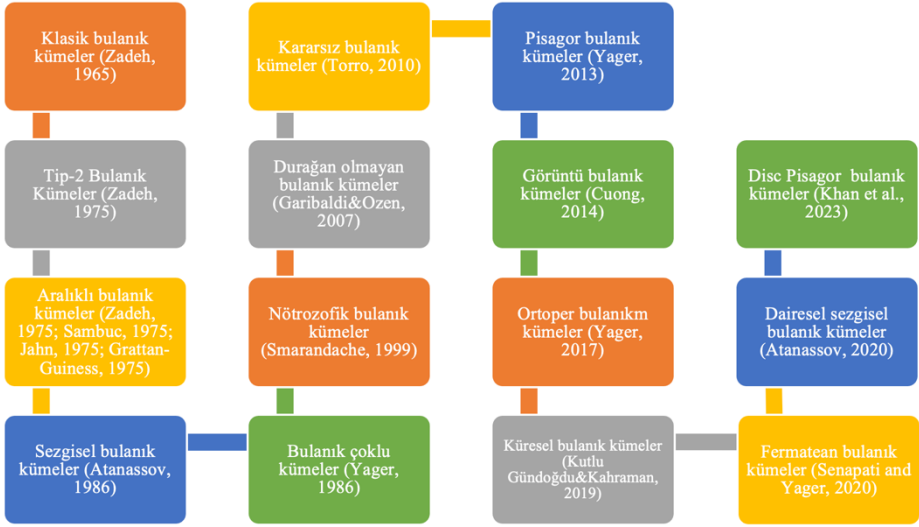 Klasik bulanık
kümeler (Zadeh,
1965)
Tip-2 Bulanık
Kümeler (Zadeh,
1975)
Aralıklı bulanık
kümeler (Zadeh,
1975; Sambuc, 1975;
Jahn, 1975; Grattan-
Guiness, 1975)
Sezgisel bulanık
kümeler (Atanassov,
1986)
Bulanık çoklu
kümeler (Yager,
1986)
Nötrozofik bulanık
kümeler
(Smarandache, 1999)
Durağan olmayan
bulanık kümeler
(Garibaldi&Ozen,
2007)
Kararsız bulanık
kümeler (Torro, 2010)
Pisagor bulanık
kümeler (Yager,
2013)
Görüntü bulanık
kümeler (Cuong,
2014)
Ortoper bulanıkm
kümeler (Yager,
2017)
Küresel bulanık kümeler
(Kutlu
Gündoğdu&Kahraman,
2019)
Fermatean bulanık
kümeler (Senapati and
Yager, 2020)
Dairesel sezgisel
bulanık kümeler
(Atanassov, 2020)
Disc Pisagor bulanık
kümeler (Khan et al.,
2023)